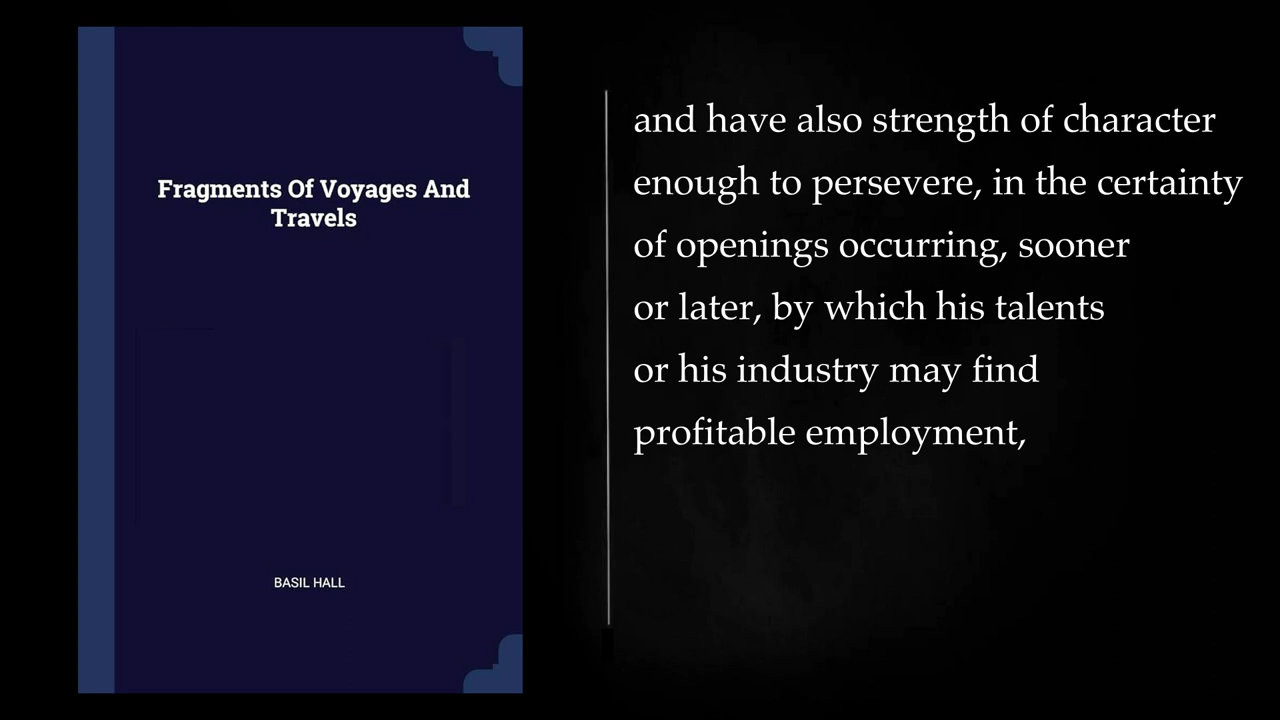 Fragments Of Voyages And
Travels
BASIL HALL
and have also strength of character
enough to persevere, in the certainty
of openings occurring, sooner
or later, by which his talents
or his industry may find
profitable employment,